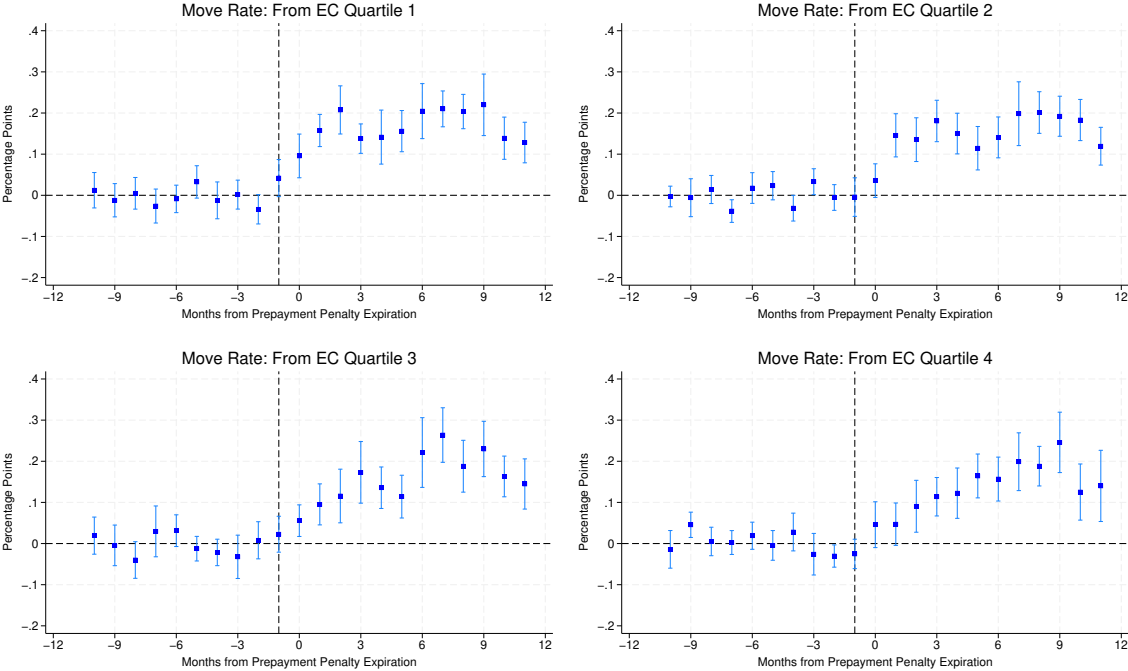 Move Rate: From EC Quartile 1
Percentage Points
.4
.3
.2
.1
0
−.1
−.2
−12 −9 −6 −3 0 3 6 9 12
Months from Prepayment Penalty Expiration
Move Rate: From EC Quartile 2
Percentage Points
.4
.3
.2
.1
0
−.1
−.2
−12 −9 −6 −3 0 3 6 9 12
Months from Prepayment Penalty Expiration
Move Rate: From EC Quartile 3
Percentage Points
.4
.3
.2
.1
0
−.1
−.2
−12 −9 −6 −3 0 3 6 9 12
Months from Prepayment Penalty Expiration
Move Rate: From EC Quartile 4
Percentage Points
.4
.3
.2
.1
0
−.1
−.2
−12 −9 −6 −3 0 3 6 9 12
Months from Prepayment Penalty Expiration